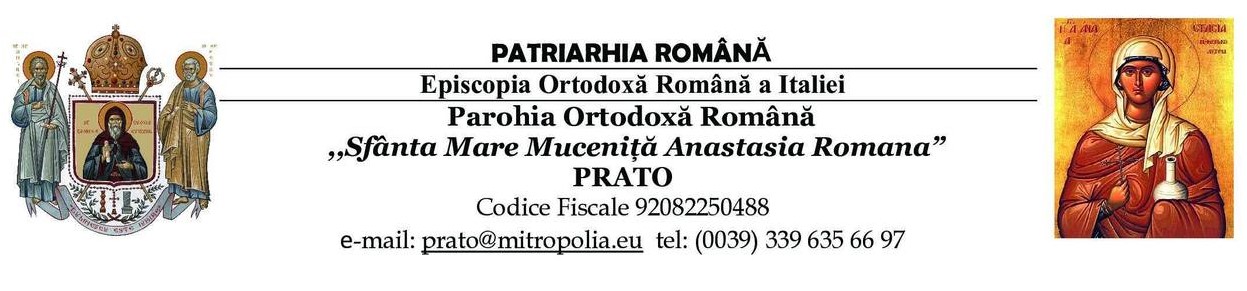 PATRIARHIA ROMÂNĂ
Episcopia Ortodoxă Română a Italiei
Parohia Ortodoxă Română
,,Sfânta Mare Muceniță Anastasia Romana”
PRATO
Codice Fiscale 92082250488
e-mail: prato@mitropolia.eu tel: (0039) 339 635 66 97